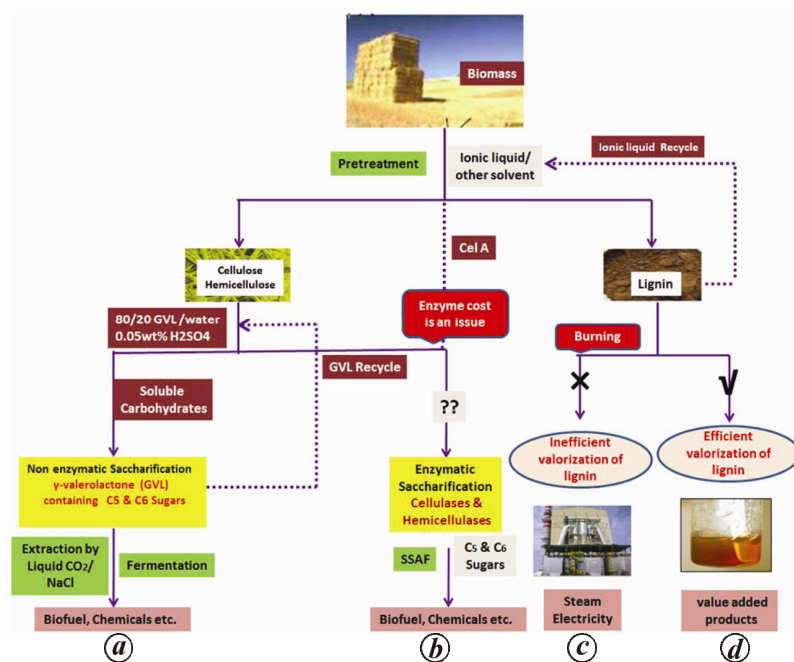 Biomass
Pretreatment
Ionic liquid/
other solvent
Ionic liquid Recycle
Cel A
Cellulose
Hemicellulose
Lignin
80/20 GVL/water
0.05wt% H2SO4
Enzyme cost
is an issue
Burning
GVL Recycle
Soluble
Carbohydrates
??
Inefficient
valorization of
lignin
Efficient
valorization of
lignin
Non enzymatic Saccharification
γ-valerolactone (GVL)
containing C5 & C6 Sugars
Enzymatic
Saccharification
Cellulases &
Hemicellulases
Extraction by
Liquid CO2/
NaCl
Fermentation
SSAF
C5 & C6
Sugars
Biofuel, Chemicals etc.
Biofuel, Chemicals etc.
Steam
Electricity
value added
products
a
b
c
d